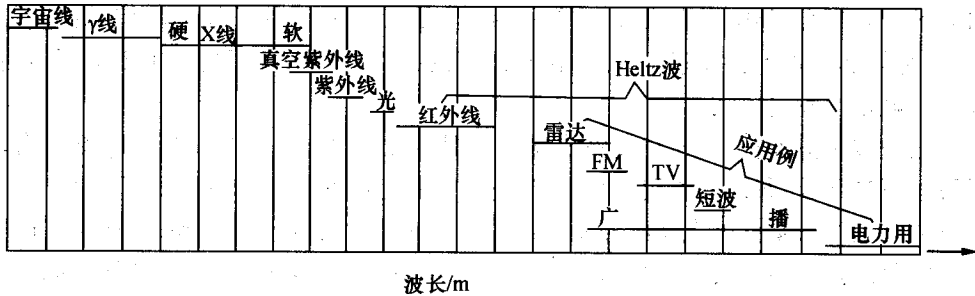 宇宙线
γ线
硬 X线 软
真空紫外线
紫外线
光
红外线
Heltz波
雷达
FM
TV
短波
广 播
应用例
电力用
波长/m